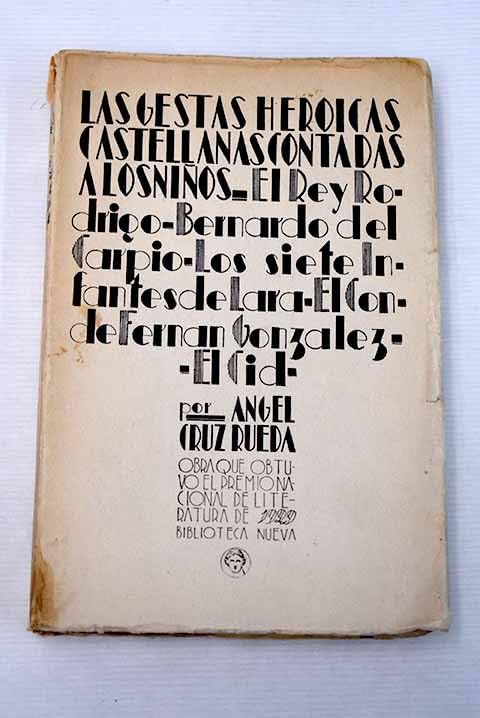 LAS GESTAS HEROICAS
CASTELLANAS CONTADAS
A LOS NIÑOS_ El Rey Ro-
drigo-Bernardo del
Carpio-Los siete In-
fantes de Lara-El Con-
de Fernan Gonzalez-
-El Cid-
por ANGEL
CRUZ RUEDA
OBRA QUE OBTU-
VO EL PREMIO NA-
CIONAL DE LITE-
RATURA DE 1929
BIBLIOTECA NUEVA